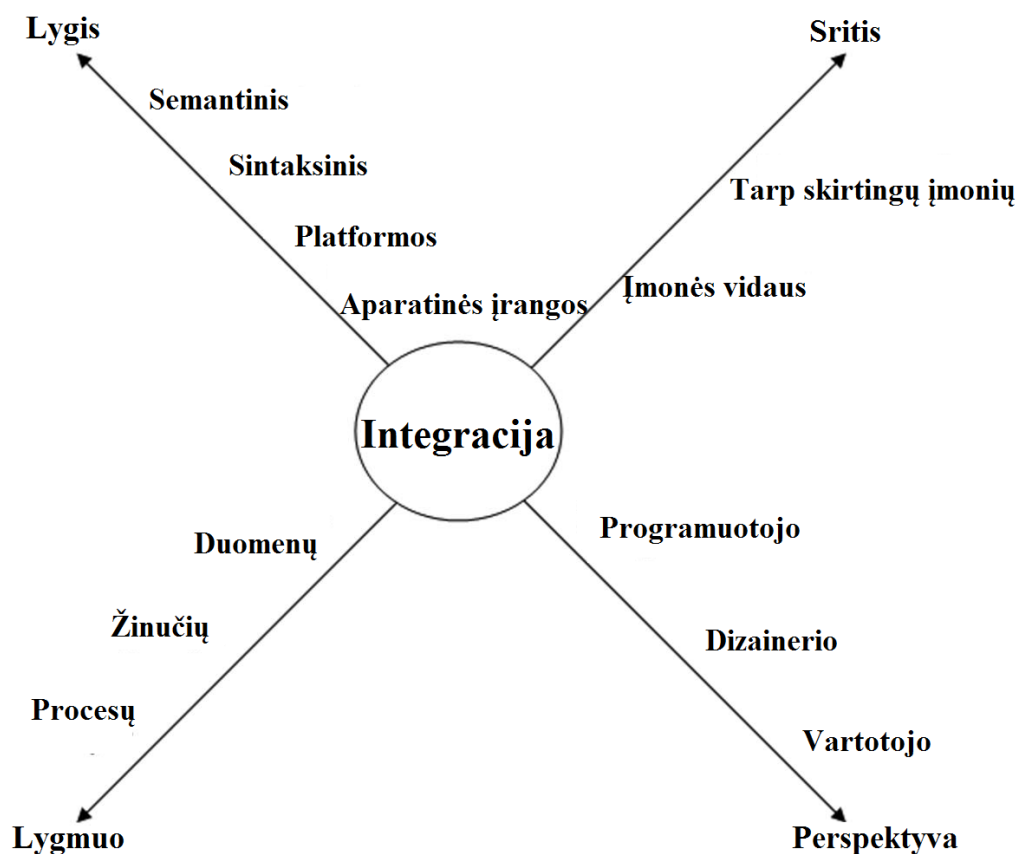 Lygis
Sritis
Semantinis
Sintaksinis
Tarp skirtingų įmonių
Platformos
Įmonės vidaus
Aparatinės įrangos
Integracija
Programuotojo
Duomenų
Žinučių
Dizainerio
Procesų
Vartotojo
Lygmuo
Perspektyva